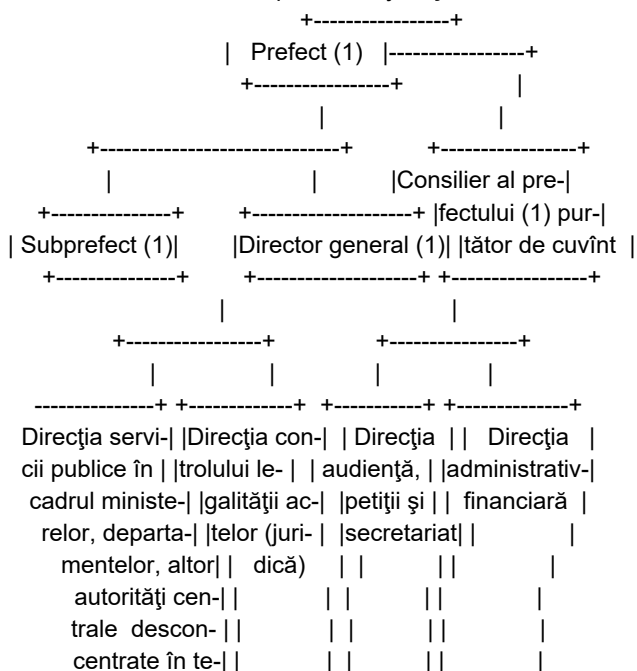 +-----------------+
| Prefect (1) |-----------------+
+-----------------+ |
| |
+------------------------------+ +-----------------+
| | |Consilier al pre-|
+---------------+ +--------------------+ |fectului (1) pur-|
| Subprefect (1)| |Director general (1)| |tător de cuvînt |
+---------------+ +--------------------+ +-----------------+
| |
+-----------------+ +----------------+
| | | |
---------------+ +-------------+ +-----------+ +--------------+
Direcţia servi-| |Direcţia con-| | Direcţia | | Direcţia |
cii publice în | |trolului le- | | audienţă, | |administrativ-|
cadrul ministe-| |galităţii ac-| |petiţii şi | | financiară |
relor, departa-| |telor (juri- | |secretariat| | |
mentelor, altor| | dică) | | | | |
autorităţi cen-| | | | | | |
trale descon- | | | | | | |
centrate în te-| | | | | | |